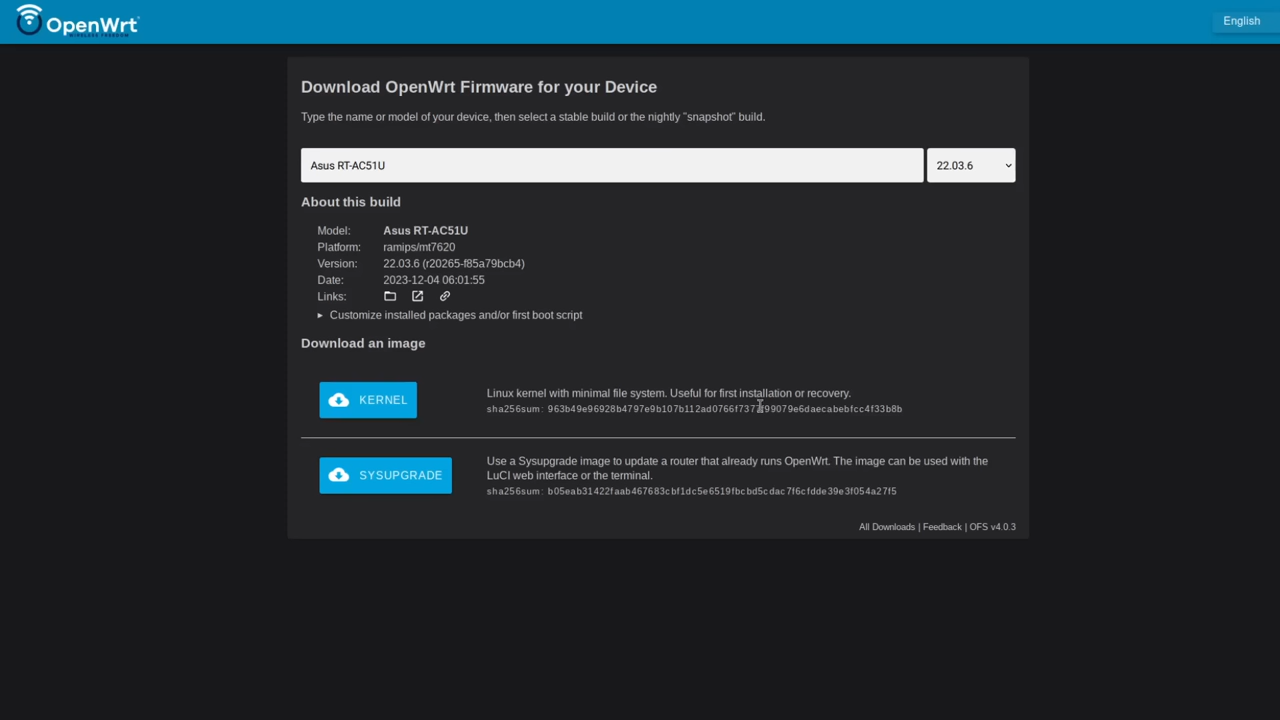 OpenWrt
WIRELESS FREEDOM
English
Download OpenWrt Firmware for your Device
Type the name or model of your device, then select a stable build or the nightly "snapshot" build.
Asus RT-AC51U
22.03.6
About this build
Model: Asus RT-AC51U
Platform: ramips/mt7620
Version: 22.03.6 (r20265-f85a79bcb4)
Date: 2023-12-04 06:01:55
Links:
Customize installed packages and/or first boot script
Download an image
KERNEL
Linux kernel with minimal file system. Useful for first installation or recovery.
sha256sum:
SYSUPGRADE
Use a Sysupgrade image to update a router that already runs OpenWrt. The image can be used with the
LuCI web interface or the terminal.
sha256sum: b05eab31422faab467683cbf1dc5e6519fbcbd5cdac7f6cfdde39e3f054a27f5
All Downloads | Feedback | OFS v4.0.3